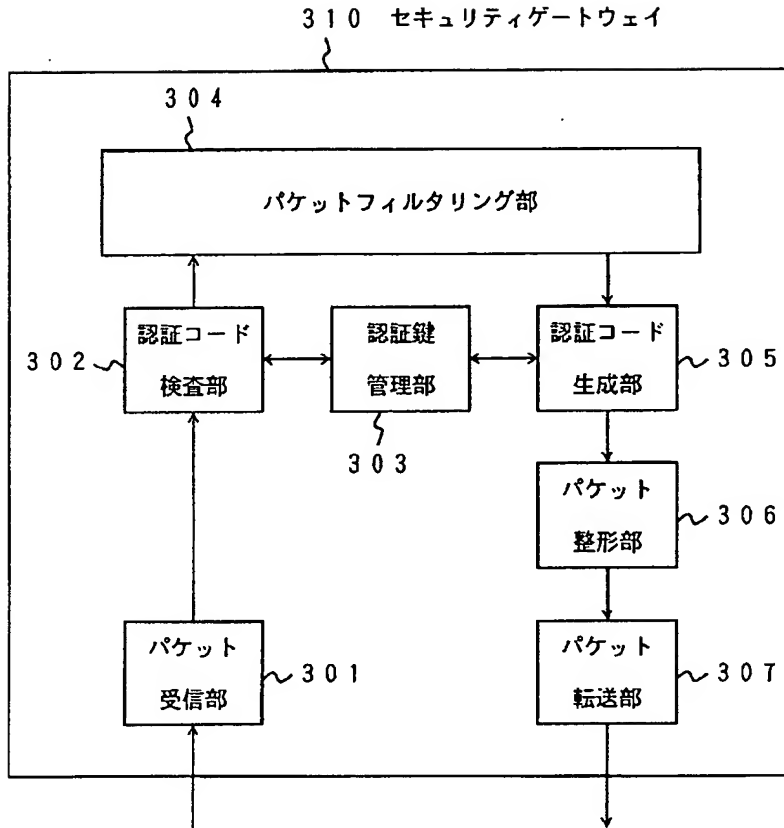 310 セキュリティゲートウェイ
304
パケットフィルタリング部
302
認証コード
検査部
認証鍵
管理部
303
認証コード
生成部
305
パケット
整形部
306
パケット
受信部
301
パケット
転送部
307